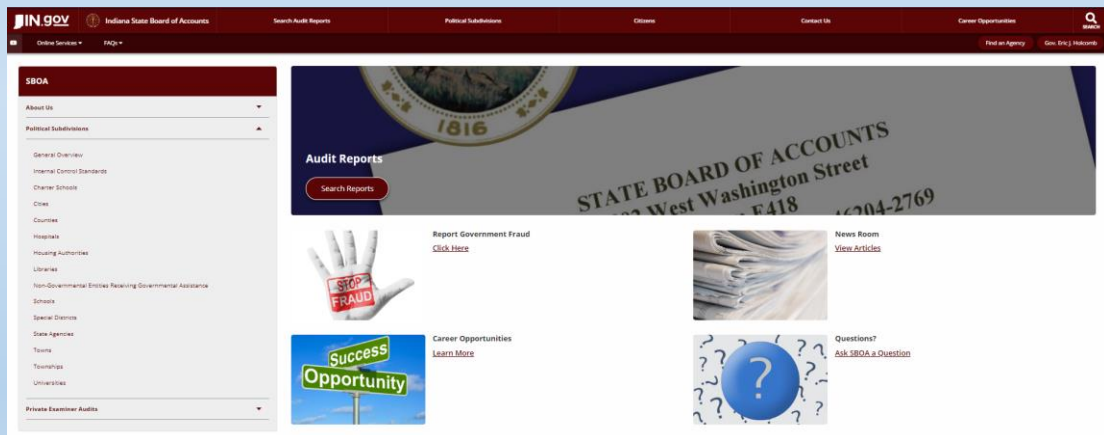 IN.gov
Indiana State Board of Accounts
Search Audit Reports
Political Subdivisions
Citizens
Contact Us
Career Opportunities
SEARCH
Online Services
FAQs
Find an Agency
Gov. Eric J. Holcomb
SBOA
About Us
Political Subdivisions
General Overview
Internal Control Standards
Charter Schools
Cities
Counties
Hospitals
Housing Authorities
Libraries
Non-Governmental Entities Receiving Governmental Assistance
Schools
Special Districts
State Agencies
Towns
Townships
Universities
Private Examiner Audits
1816
Audit Reports
Search Reports
STATE BOARD OF ACCOUNTS
West Washington Street
E418
46204-2769
Report Government Fraud
Click Here
STOP
FRAUD
News Room
View Articles
Career Opportunities
Learn More
Success
Opportunity
Questions?
Ask SBOA a Question
?